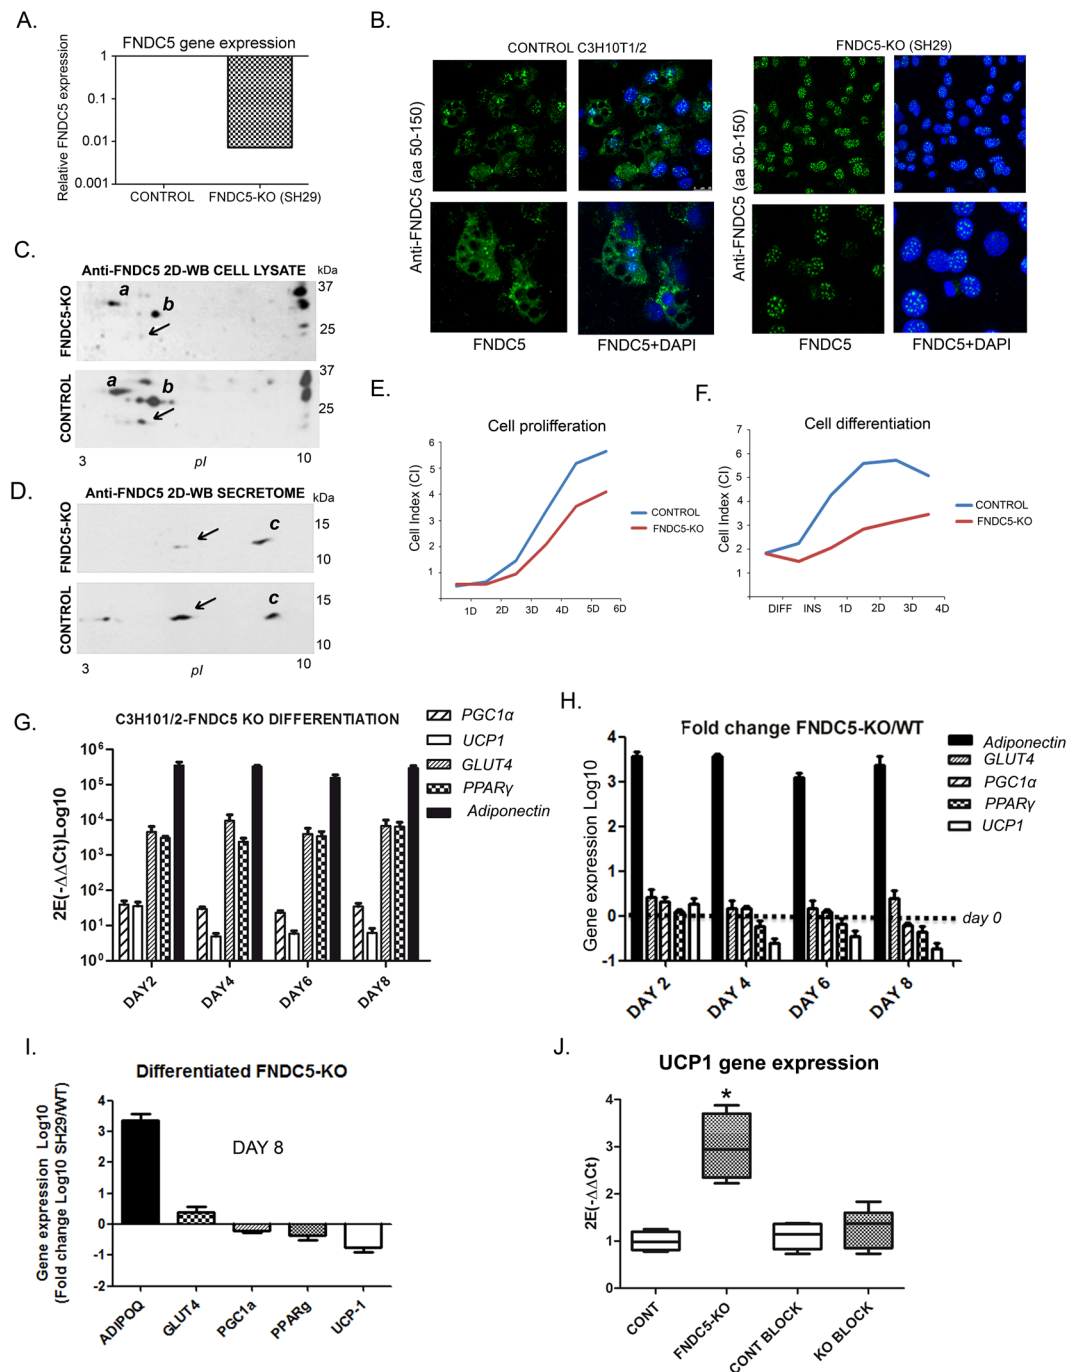 A.
FNDC5 gene expression
Relative FNDC5 expression
1
0.1
0.01
0.001
CONTROL
FNDC5-KO (SH29)
B.
CONTROL C3H10T1/2
FNDC5-KO (SH29)
Anti-FNDC5 (aa 50-150)
Anti-FNDC5 (aa 50-150)
FNDC5
FNDC5+DAPI
FNDC5
FNDC5+DAPI
C.
Anti-FNDC5 2D-WB CELL LYSATE
kDa
FNDC5-KO
a
b
37
25
CONTROL
a
b
37
25
3
pI
10
D.
Anti-FNDC5 2D-WB SECRETOME
kDa
FNDC5-KO
c
15
10
CONTROL
c
15
10
3
pI
10
E.
Cell prolifferation
Cell Index (CI)
6
5
4
3
2
1
1D
2D
3D
4D
5D
6D
CONTROL
FNDC5-KO
F.
Cell differentiation
Cell Index (CI)
7
6
5
4
3
2
1
DIFF
INS
1D
2D
3D
4D
CONTROL
FNDC5-KO
G.
C3H101/2-FNDC5 KO DIFFERENTIATION
2E(-ΔΔCt)Log10
10⁶
10⁵
10⁴
10³
10²
10¹
10⁰
DAY2
DAY4
DAY6
DAY8
PGC1α
UCP1
GLUT4
PPARγ
Adiponectin
H.
Fold change FNDC5-KO/WT
Gene expression Log10
4
3
2
1
0
-1
day 0
DAY 2
DAY 4
DAY 6
DAY 8
Adiponectin
GLUT4
PGC1α
PPARγ
UCP1
I.
Differentiated FNDC5-KO
Gene expression Log10
(Fold change Log10 SH29/WT)
4
3
2
1
0
-1
-2
DAY 8
ADIPOQ
GLUT4
PGC1a
PPARg
UCP-1
J.
UCP1 gene expression
2E(-ΔΔCt)
4
3
2
1
0
*
CONT
FNDC5-KO
CONT BLOCK
KO BLOCK